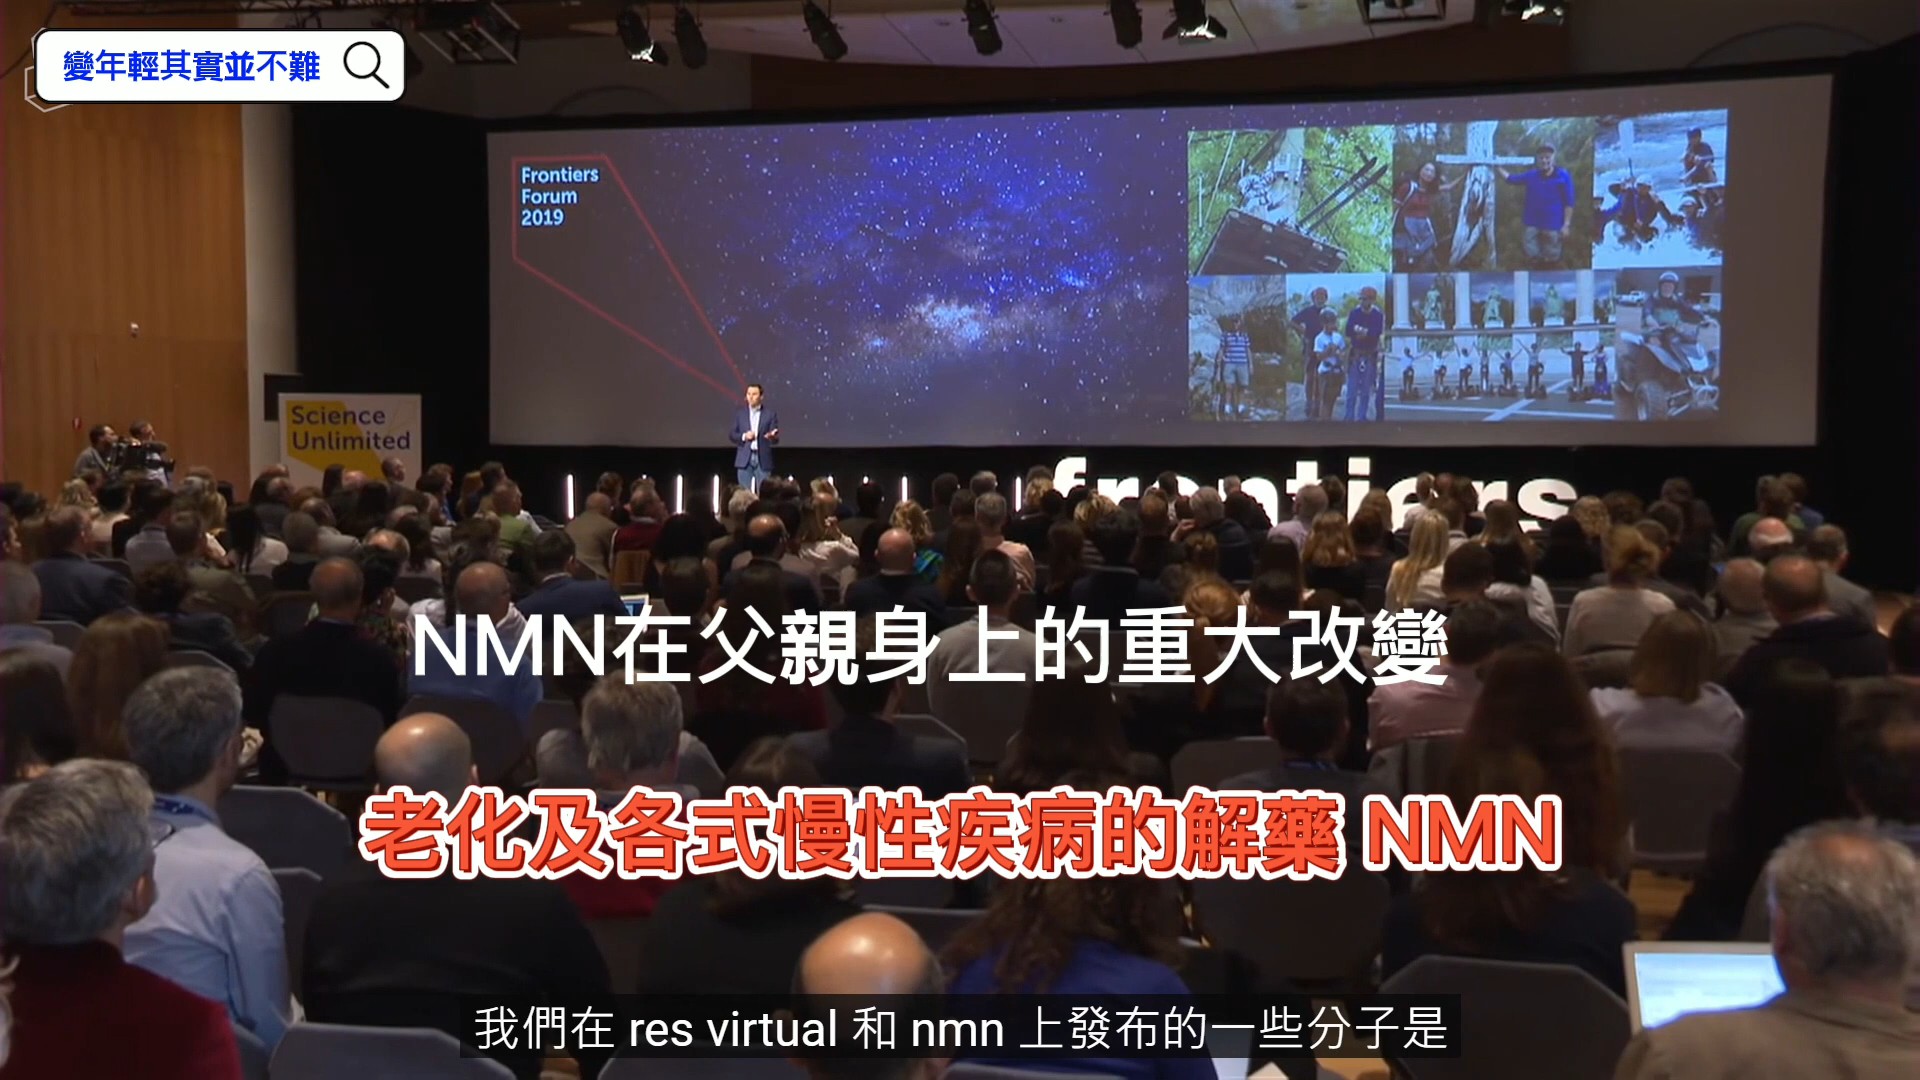 變年輕其實並不難
Frontiers
Forum
2019
Science
Unlimited
frontiers
NMN在父親身上的重大改變
老化及各式慢性疾病的解藥 NMN
我們在 res virtual 和 nmn 上發布的一些分子是